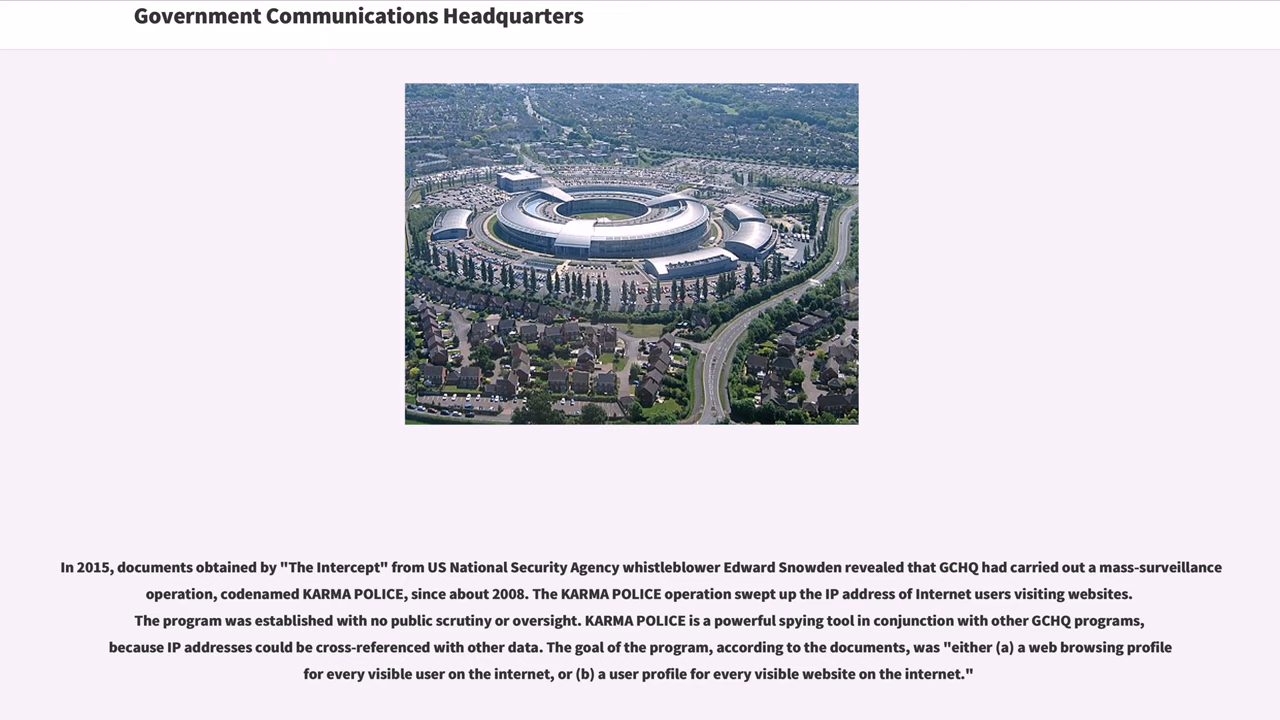 Government Communications Headquarters
In 2015, documents obtained by "The Intercept" from US National Security Agency whistleblower Edward Snowden revealed that GCHQ had carried out a mass-surveillance
operation, codenamed KARMA POLICE, since about 2008. The KARMA POLICE operation swept up the IP address of Internet users visiting websites.
The program was established with no public scrutiny or oversight. KARMA POLICE is a powerful spying tool in conjunction with other GCHQ programs,
because IP addresses could be cross-referenced with other data. The goal of the program, according to the documents, was "either (a) a web browsing profile
for every visible user on the internet, or (b) a user profile for every visible website on the internet."